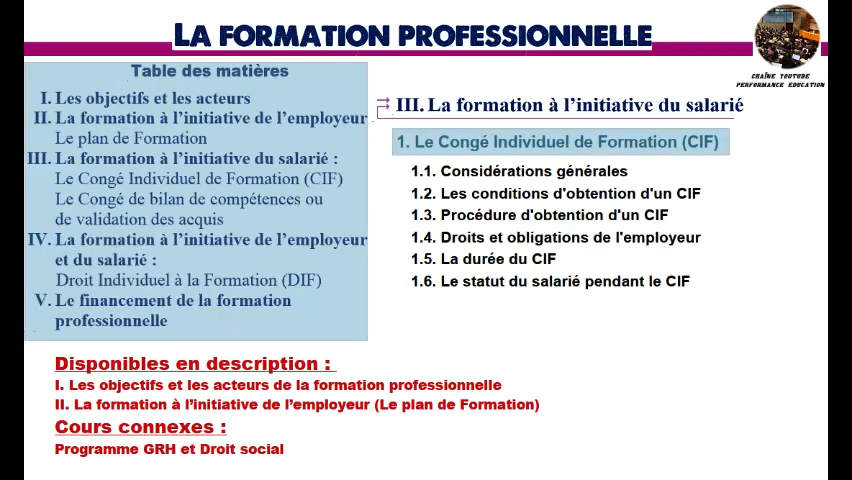 LA FORMATION PROFESSIONNELLE
CHAÎNE YOUTUBE
PERFORMANCE EDUCATION
Table des matières
I. Les objectifs et les acteurs
II. La formation à l'initiative de l'employeur
Le plan de Formation
III. La formation à l'initiative du salarié :
Le Congé Individuel de Formation (CIF)
Le Congé de bilan de compétences ou
de validation des acquis
IV. La formation à l'initiative de l'employeur
et du salarié :
Droit Individuel à la Formation (DIF)
V. Le financement de la formation
professionnelle
III. La formation à l'initiative du salarié
1. Le Congé Individuel de Formation (CIF)
1.1. Considérations générales
1.2. Les conditions d'obtention d'un CIF
1.3. Procédure d'obtention d'un CIF
1.4. Droits et obligations de l'employeur
1.5. La durée du CIF
1.6. Le statut du salarié pendant le CIF
Disponibles en description :
I. Les objectifs et les acteurs de la formation professionnelle
II. La formation à l'initiative de l'employeur (Le plan de Formation)
Cours connexes :
Programme GRH et Droit social